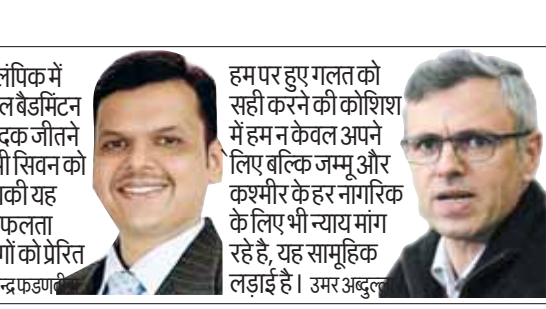 लंपिक में
ल बैडमिंटन
दक जीतने
सिवन को
की यह
फलता
गों को प्रेरित
न्द्र फडणवीस
हम पर हुए गलत को
सही करने की कोशिश
में हम न केवल अपने
लिए बल्कि जम्मू और
कश्मीर के हर नागरिक
के लिए भी न्याय मांग
रहे है, यह सामूहिक
लड़ाई है। उमर अब्दुल्ला